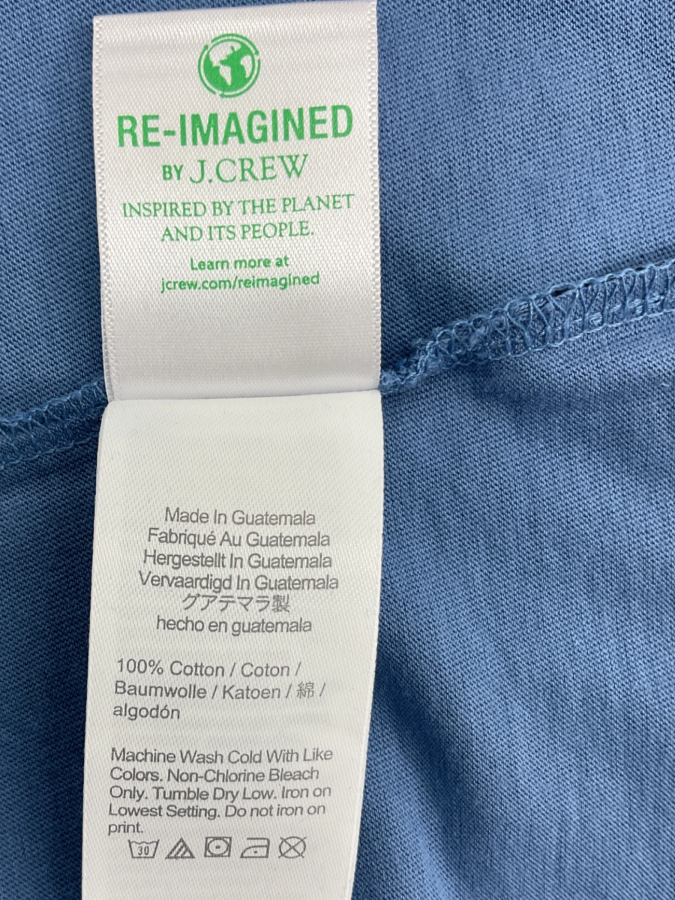 RE-IMAGINED
BY J.CREW
INSPIRED BY THE PLANET
AND ITS PEOPLE.
Learn more at
jcrew.com/reimagined
Made In Guatemala
Fabriqué Au Guatemala
Hergestellt In Guatemala
Vervaardigd In Guatemala
グアテマラ製
hecho en guatemala
100% Cotton / Coton /
Baumwolle / Katoen / 綿 /
algodón
Machine Wash Cold With Like
Colors. Non-Chlorine Bleach
Only. Tumble Dry Low. Iron on
Lowest Setting. Do not iron on
print.
30